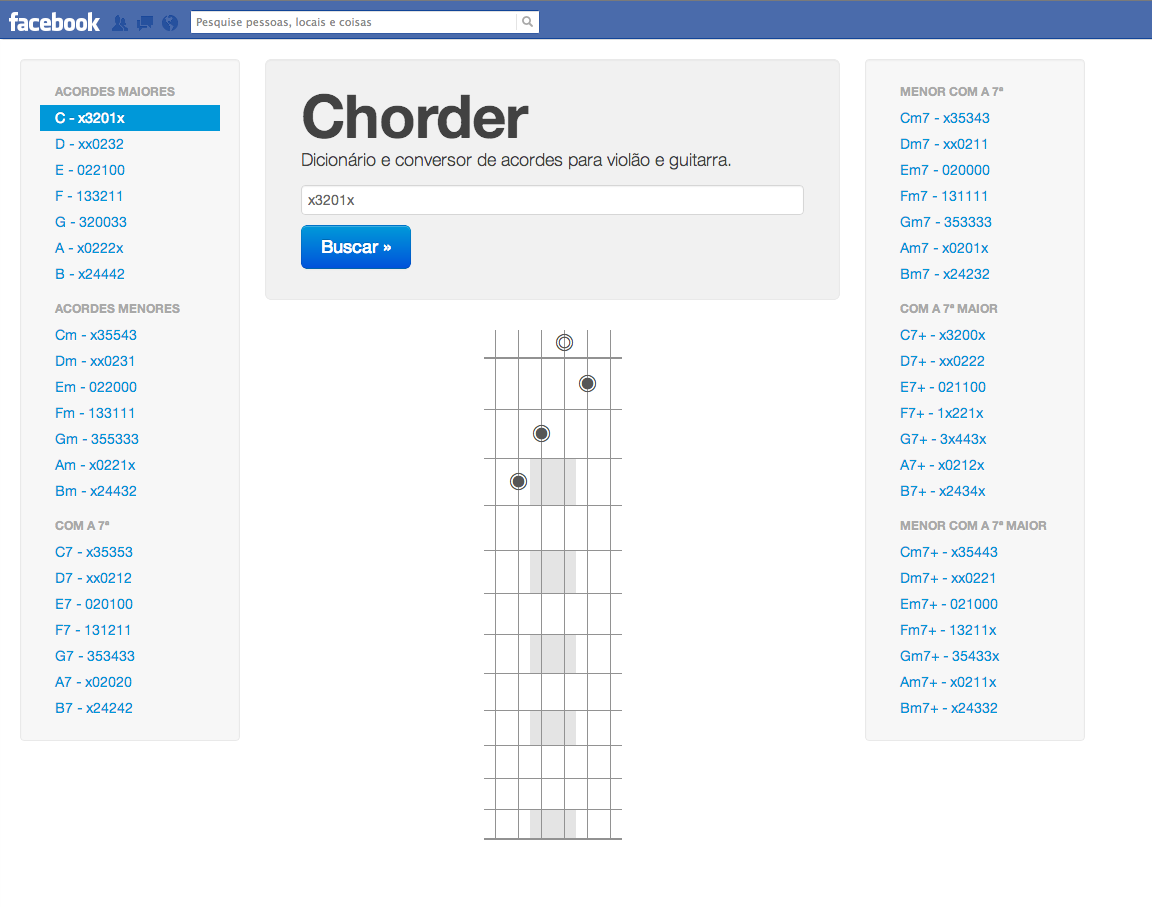 facebook
Pesquise pessoas, locais e coisas
ACORDES MAIORES
C - x3201x
D - xx0232
E - 022100
F - 133211
G - 320033
A - x0222x
B - x24442
ACORDES MENORES
Cm - x35543
Dm - xx0231
Em - 022000
Fm - 133111
Gm - 355333
Am - x0221x
Bm - x24432
COM A 7ª
C7 - x35353
D7 - xx0212
E7 - 020100
F7 - 131211
G7 - 353433
A7 - x02020
B7 - x24242
Chorder
Dicionário e conversor de acordes para violão e guitarra.
x3201x
Buscar »
MENOR COM A 7ª
Cm7 - x35343
Dm7 - xx0211
Em7 - 020000
Fm7 - 131111
Gm7 - 353333
Am7 - x0201x
Bm7 - x24232
COM A 7ª MAIOR
C7+ - x3200x
D7+ - xx0222
E7+ - 021100
F7+ - 1x221x
G7+ - 3x443x
A7+ - x0212x
B7+ - x2434x
MENOR COM A 7ª MAIOR
Cm7+ - x35443
Dm7+ - xx0221
Em7+ - 021000
Fm7+ - 13211x
Gm7+ - 35433x
Am7+ - x0211x
Bm7+ - x24332